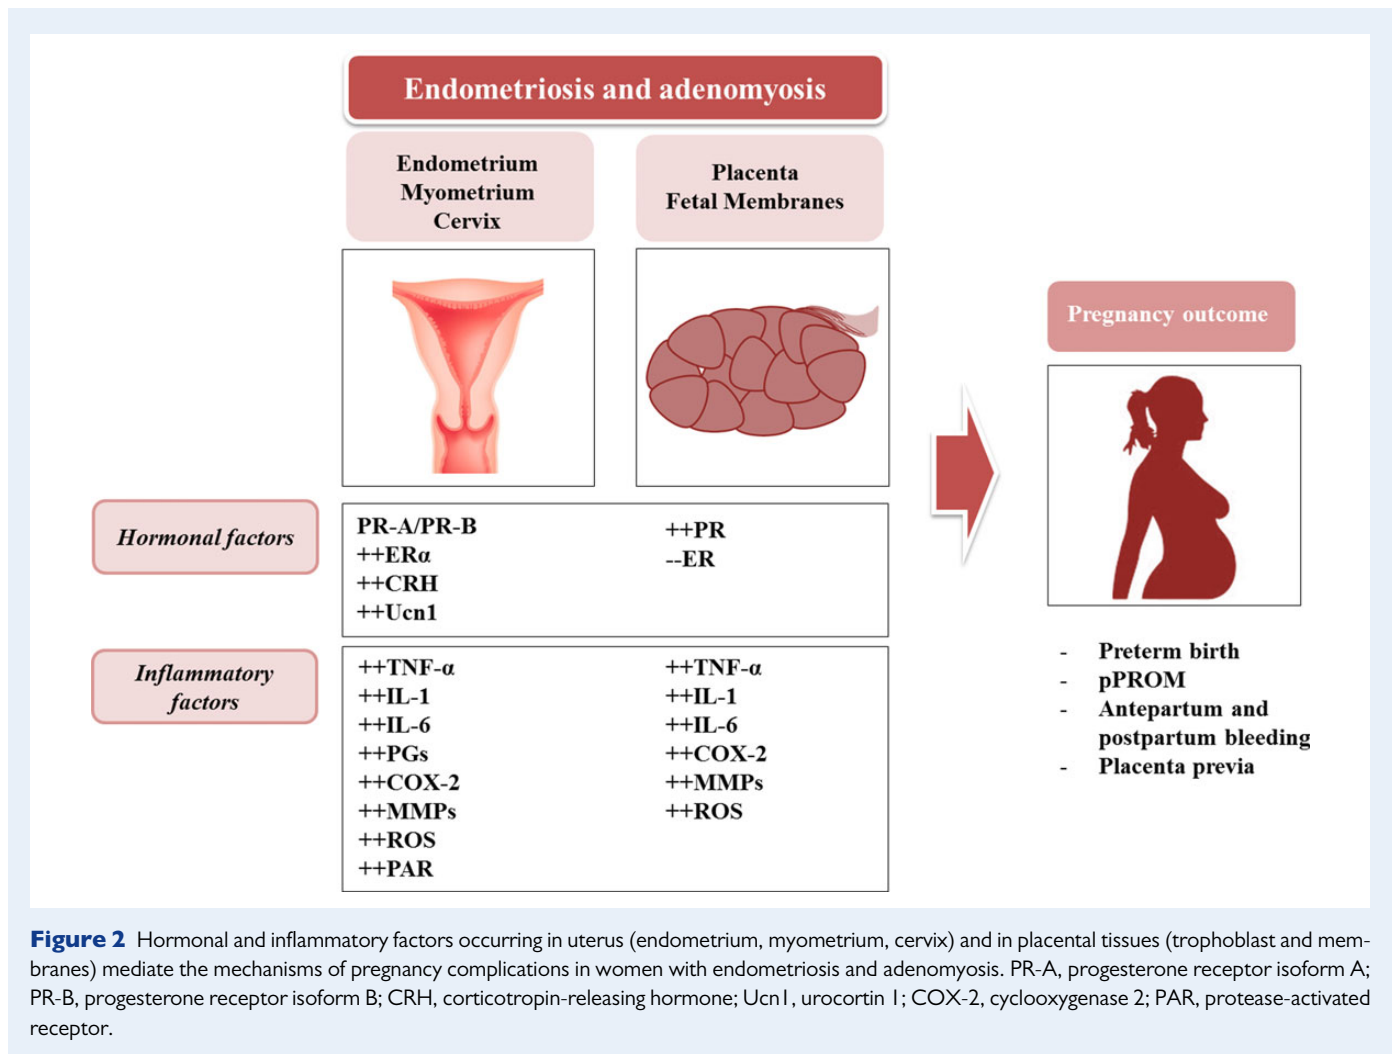 Endometriosis and adenomyosis
Endometrium
Myometrium
Cervix
Placenta
Fetal Membranes
Pregnancy outcome
Hormonal factors
PR-A/PR-B
++ERα
++CRH
++Ucn1
++PR
--ER
Inflammatory
factors
++TNF-α
++IL-1
++IL-6
++PGs
++COX-2
++MMPs
++ROS
++PAR
++TNF-α
++IL-1
++IL-6
++COX-2
++MMPs
++ROS
- Preterm birth
- pPROM
- Antepartum and
postpartum bleeding
- Placenta previa
Figure 2 Hormonal and inflammatory factors occurring in uterus (endometrium, myometrium, cervix) and in placental tissues (trophoblast and mem-
branes) mediate the mechanisms of pregnancy complications in women with endometriosis and adenomyosis. PR-A, progesterone receptor isoform A;
PR-B, progesterone receptor isoform B; CRH, corticotropin-releasing hormone; Ucn1, urocortin 1; COX-2, cyclooxygenase 2; PAR, protease-activated
receptor.